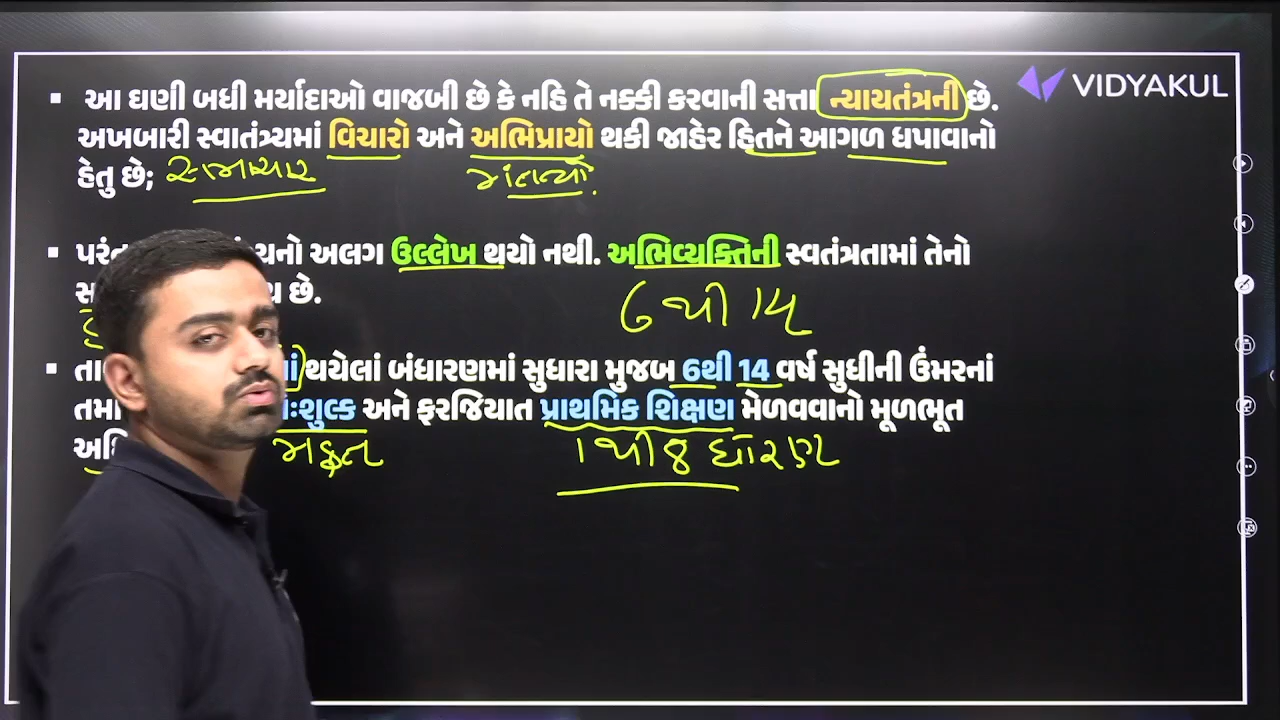 VIDYAKUL
આ ઘણી બધી મર્યાદાઓ વાજબી છે કે નહિ તે નક્કી કરવાની સત્તા ન્યાયતંત્રની છે.
અખબારી સ્વાતંત્ર્યમાં વિચારો અને અભિપ્રાયો થકી જાહેર હિતને આગળ ધપાવાનો
હેતુ છે; સમાચાર મંતવ્યો.
નો અલગ ઉલ્લેખ થયો નથી. અભિવ્યક્તિની સ્વતંત્રતામાં તેનો
છે.
6 થી 14
થયેલાં બંધારણમાં સુધારા મુજબ 6થી 14 વર્ષ સુધીની ઉંમરનાં
અને ફરજિયાત પ્રાથમિક શિક્ષણ મેળવવાનો મૂળભૂત
મફત 1 થી 8 ધોરણ